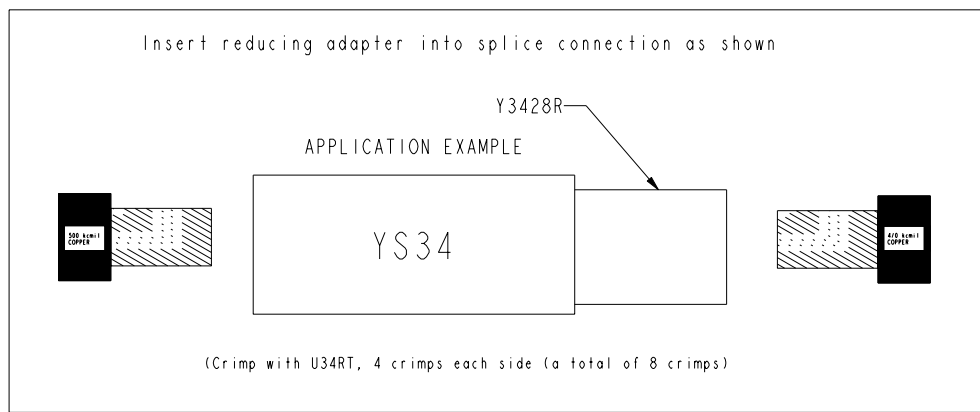 Insert reducing adapter into splice connection as shown
Y3428R
APPLICATION EXAMPLE
500 kcmil
COPPER
YS34
4/0 kcmil
COPPER
(Crimp with U34RT, 4 crimps each side (a total of 8 crimps)